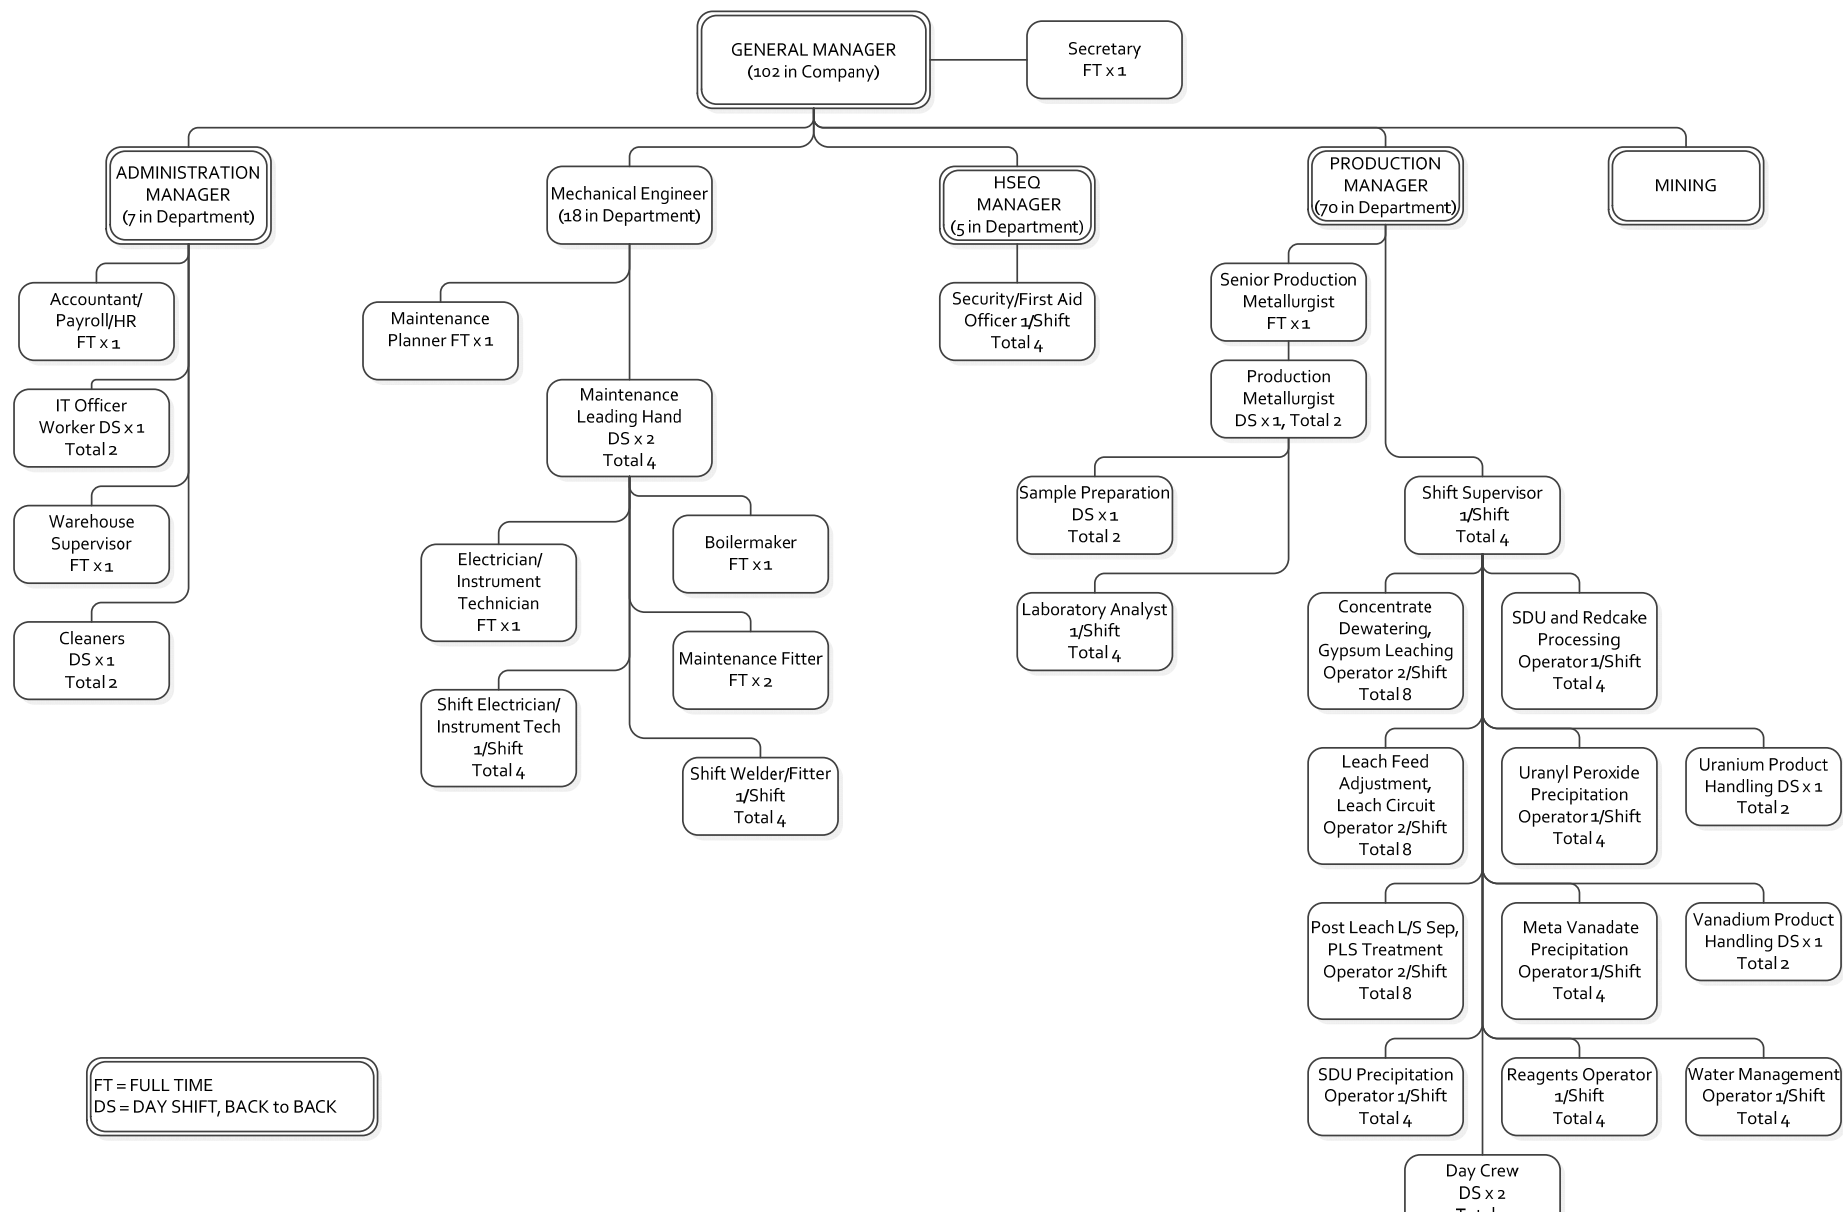 GENERAL MANAGER
(102 in Company)
Secretary
FT x 1
ADMINISTRATION
MANAGER
(7 in Department)
Mechanical Engineer
(18 in Department)
HSEQ
MANAGER
(5 in Department)
PRODUCTION
MANAGER
(70 in Department)
MINING
Accountant/
Payroll/HR
FT x 1
IT Officer
Worker DS x 1
Total 2
Warehouse
Supervisor
FT x 1
Cleaners
DS x 1
Total 2
Maintenance
Planner FT x 1
Maintenance
Leading Hand
DS x 2
Total 4
Electrician/
Instrument
Technician
FT x 1
Boilermaker
FT x 1
Maintenance Fitter
FT x 2
Shift Electrician/
Instrument Tech
1/Shift
Total 4
Shift Welder/Fitter
1/Shift
Total 4
Security/First Aid
Officer 1/Shift
Total 4
Senior Production
Metallurgist
FT x 1
Production
Metallurgist
DS x 1, Total 2
Sample Preparation
DS x 1
Total 2
Laboratory Analyst
1/Shift
Total 4
Shift Supervisor
1/Shift
Total 4
Concentrate
Dewatering,
Gypsum Leaching
Operator 2/Shift
Total 8
SDU and Redcake
Processing
Operator 1/Shift
Total 4
Leach Feed
Adjustment,
Leach Circuit
Operator 2/Shift
Total 8
Uranyl Peroxide
Precipitation
Operator 1/Shift
Total 4
Uranium Product
Handling DS x 1
Total 2
Post Leach L/S Sep,
PLS Treatment
Operator 2/Shift
Total 8
Meta Vanadate
Precipitation
Operator 1/Shift
Total 4
Vanadium Product
Handling DS x 1
Total 2
SDU Precipitation
Operator 1/Shift
Total 4
Reagents Operator
1/Shift
Total 4
Water Management
Operator 1/Shift
Total 4
Day Crew
DS x 2
FT = FULL TIME
DS = DAY SHIFT, BACK to BACK